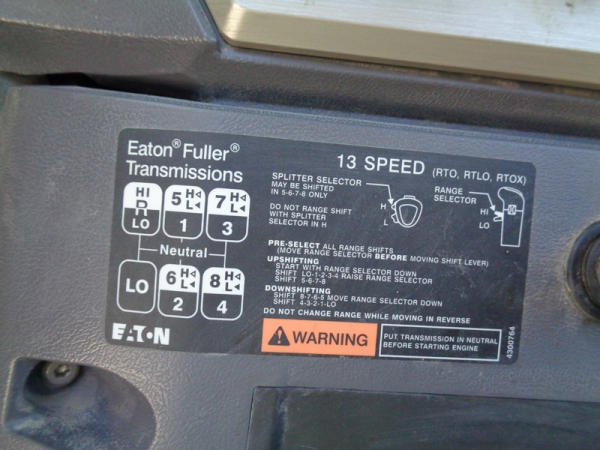 Eaton® Fuller®
Transmissions
13 SPEED (RTO, RTLO, RTOX)
HI
R
LO
5 H
L
1
7 H
L
3
Neutral
LO
6 H
L
2
8 H
L
4
EATON
SPLITTER SELECTOR
MAY BE SHIFTED
IN 5-6-7-8 ONLY
DO NOT RANGE SHIFT
WITH SPLITTER
SELECTOR IN H
H
L
RANGE
SELECTOR
HI
LO
PRE-SELECT ALL RANGE SHIFTS
(MOVE RANGE SELECTOR BEFORE MOVING SHIFT LEVER)
UPSHIFTING
START WITH RANGE SELECTOR DOWN
SHIFT LO-1-2-3-4 RAISE RANGE SELECTOR
SHIFT 5-6-7-8
DOWNSHIFTING
SHIFT 8-7-6-5 MOVE RANGE SELECTOR DOWN
SHIFT 4-3-2-1-LO
DO NOT CHANGE RANGE WHILE MOVING IN REVERSE
WARNING
PUT TRANSMISSION IN NEUTRAL
BEFORE STARTING ENGINE
4300764